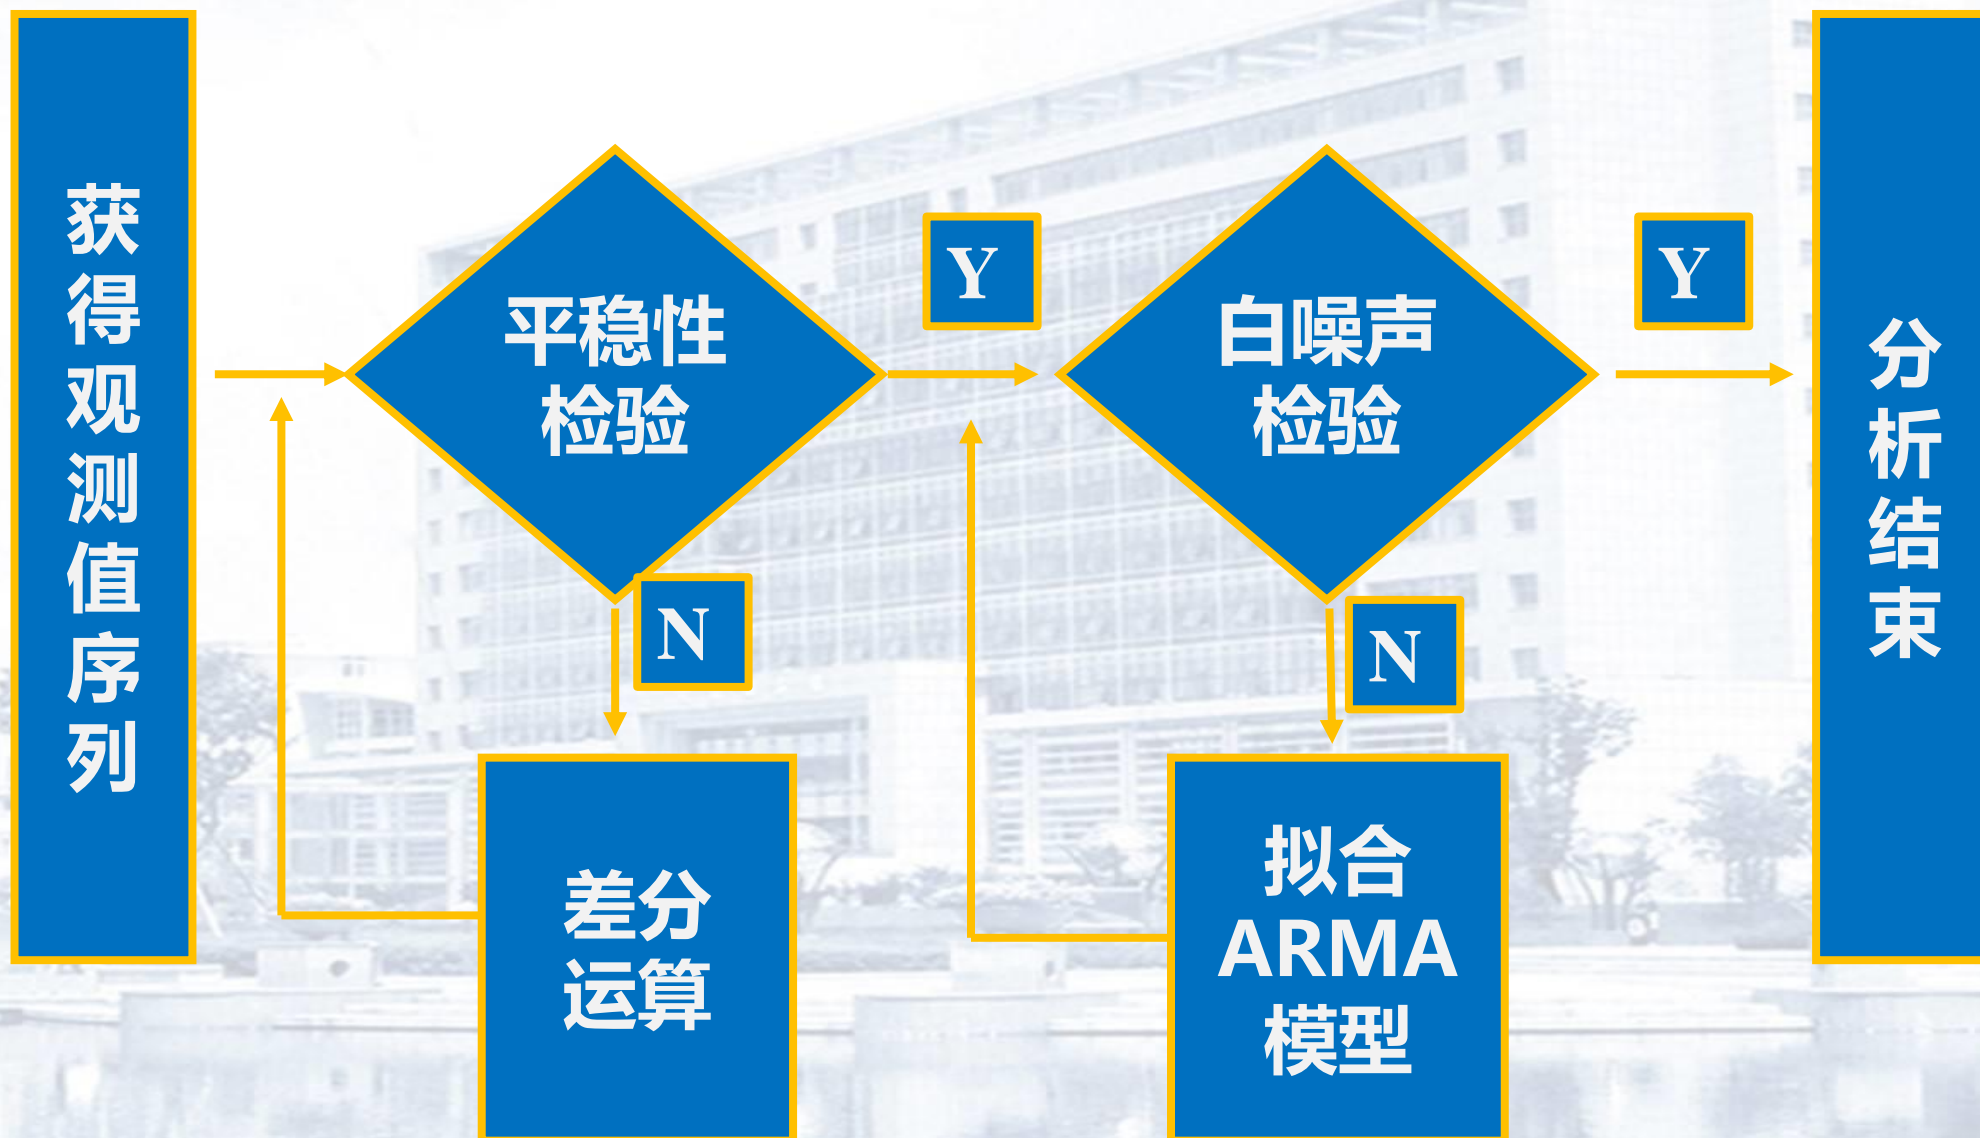 获得观测值序列
平稳性
检验
Y
白噪声
检验
Y
分析结束
N
N
差分
运算
拟合
ARMA
模型